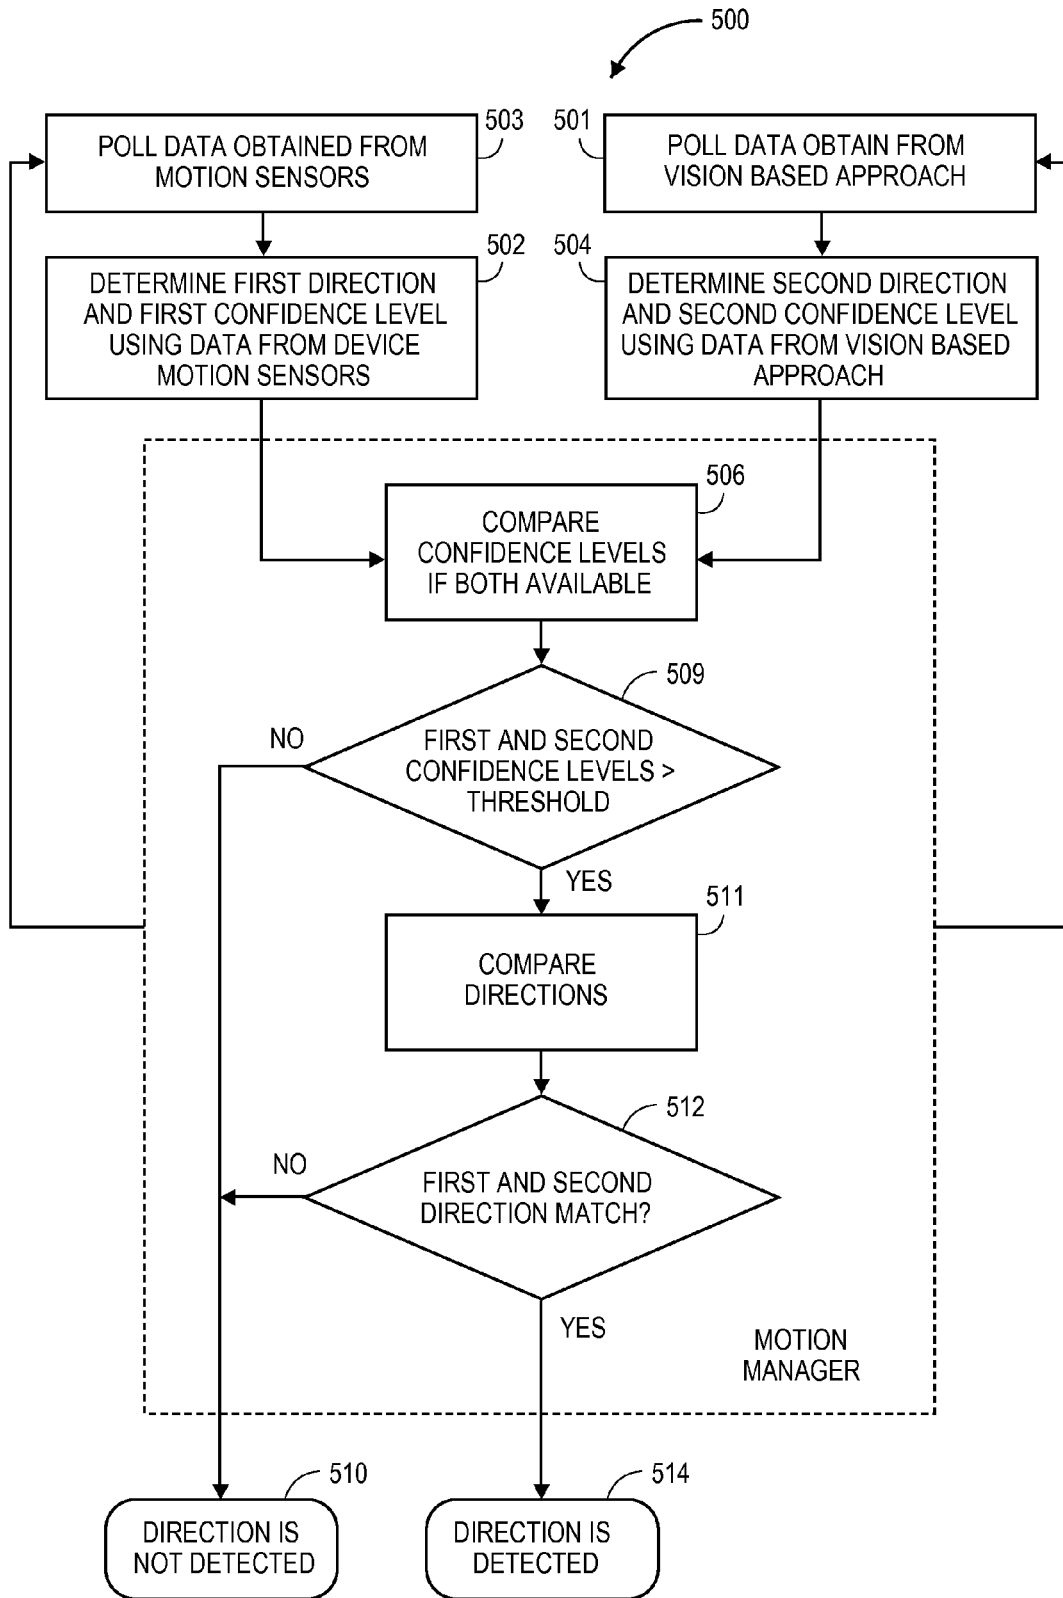 500
503
POLL DATA OBTAINED FROM
MOTION SENSORS
501
POLL DATA OBTAIN FROM
VISION BASED APPROACH
502
DETERMINE FIRST DIRECTION
AND FIRST CONFIDENCE LEVEL
USING DATA FROM DEVICE
MOTION SENSORS
504
DETERMINE SECOND DIRECTION
AND SECOND CONFIDENCE LEVEL
USING DATA FROM VISION BASED
APPROACH
506
COMPARE
CONFIDENCE LEVELS
IF BOTH AVAILABLE
509
NO
FIRST AND SECOND
CONFIDENCE LEVELS >
THRESHOLD
YES
511
COMPARE
DIRECTIONS
512
NO
FIRST AND SECOND
DIRECTION MATCH?
YES
MOTION
MANAGER
510
DIRECTION IS
NOT DETECTED
514
DIRECTION IS
DETECTED